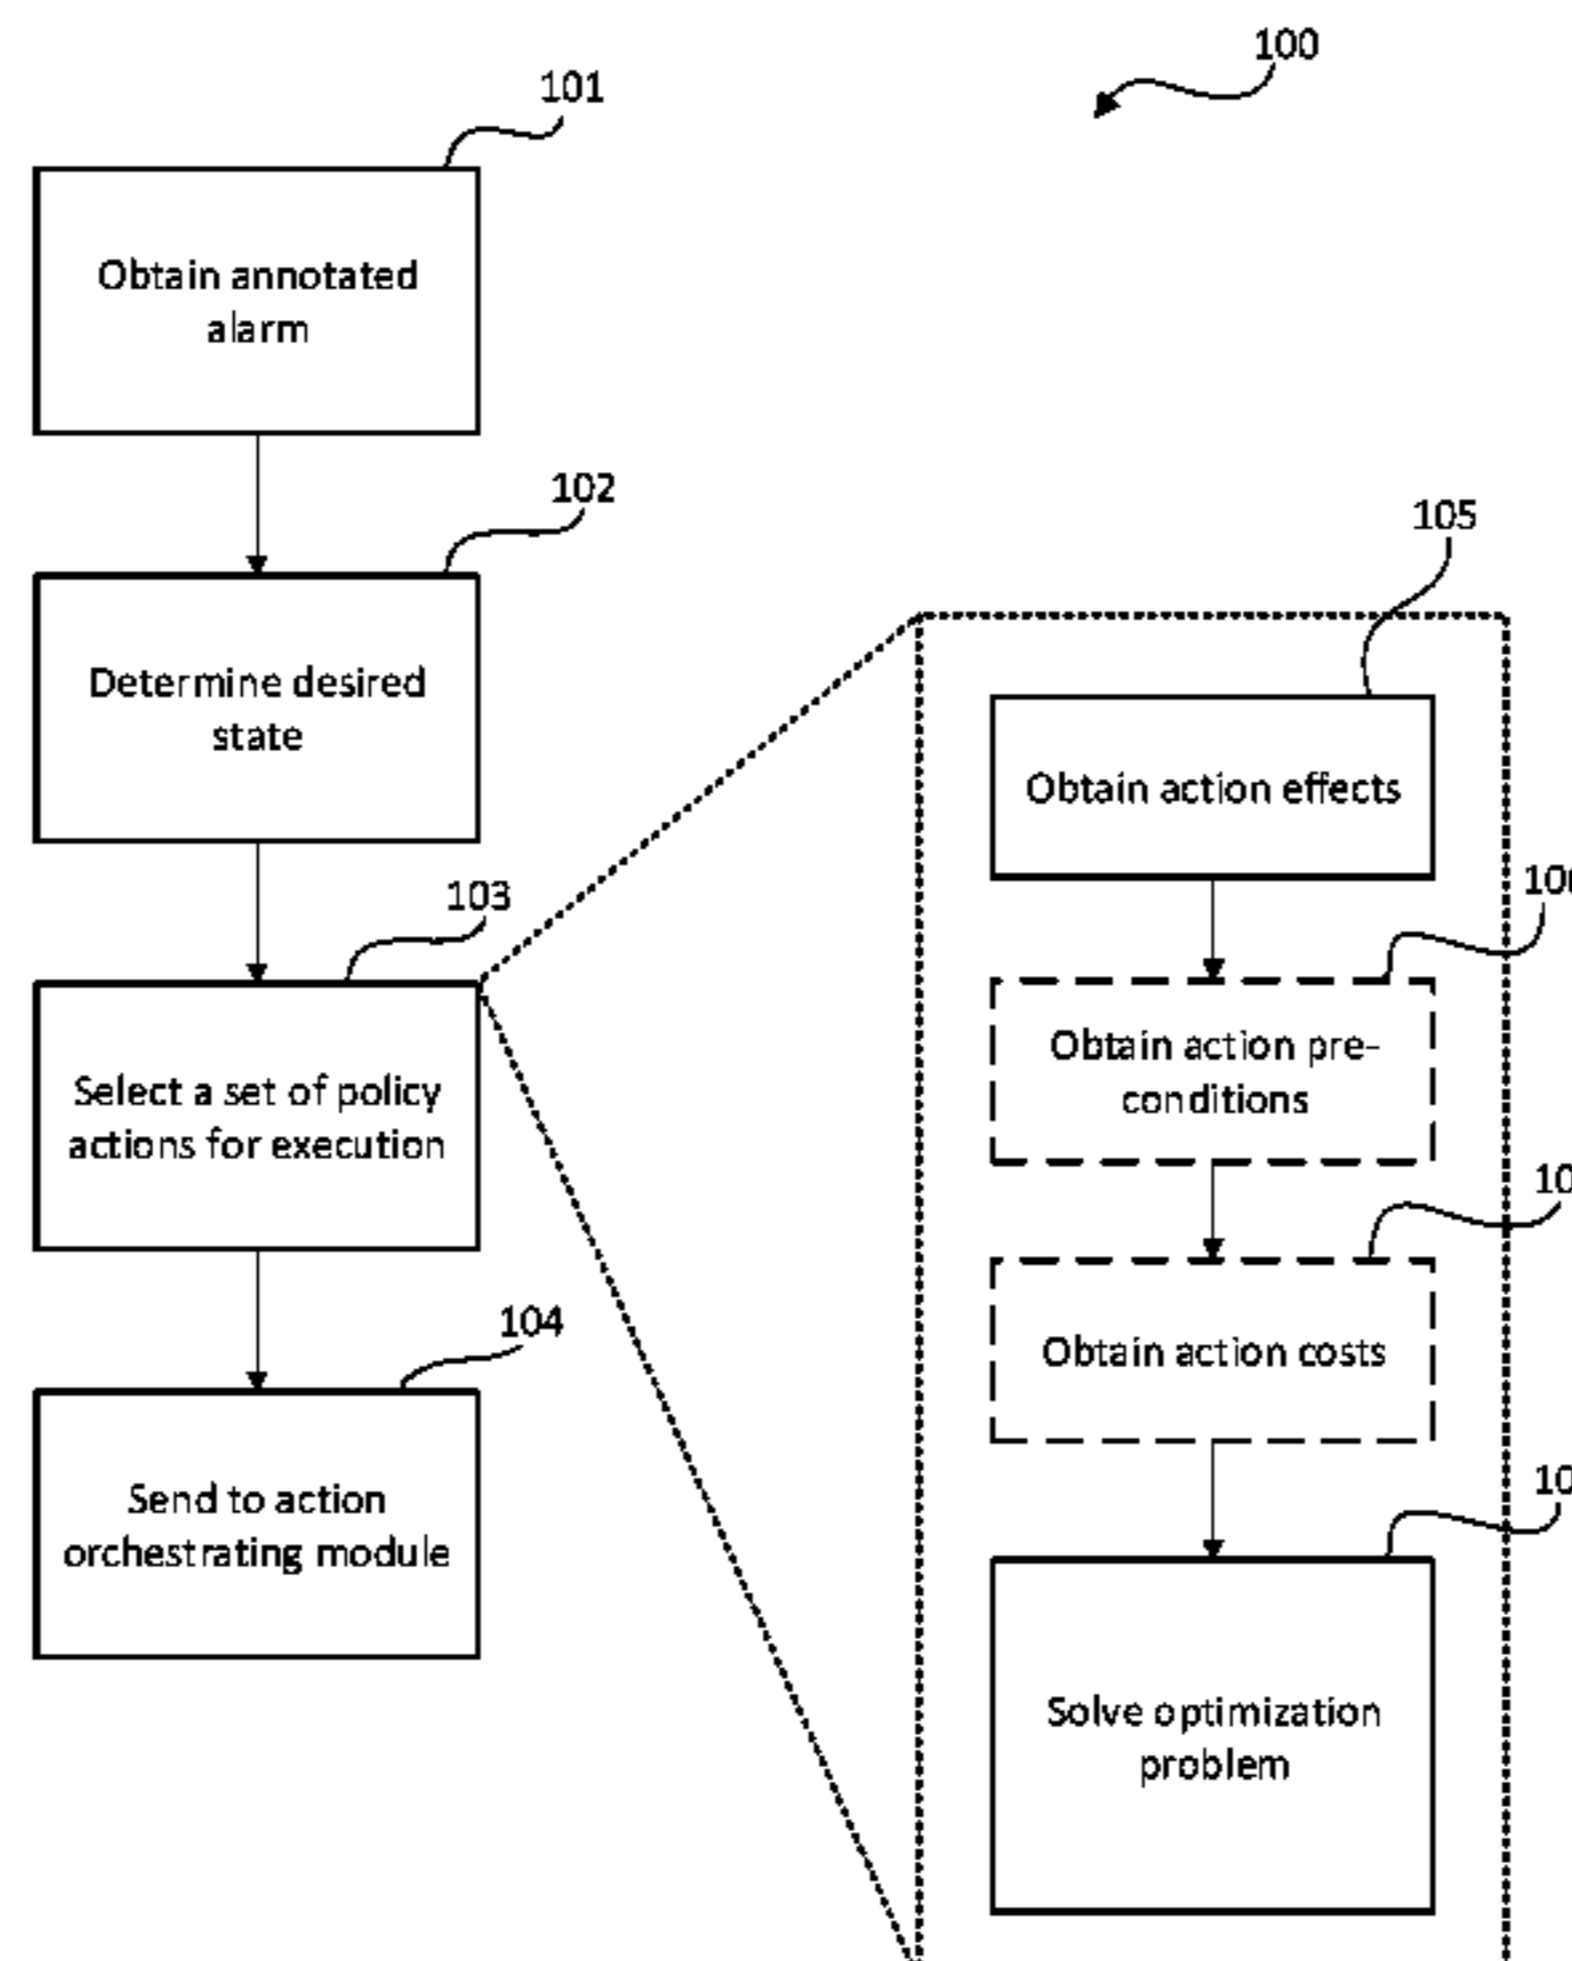 100
101
Obtain annotated
alarm
102
Determine desired
state
103
Select a set of policy
actions for execution
104
Send to action
orchestrating module
105
Obtain action effects
Obtain action pre-
conditions
Obtain action costs
Solve optimization
problem